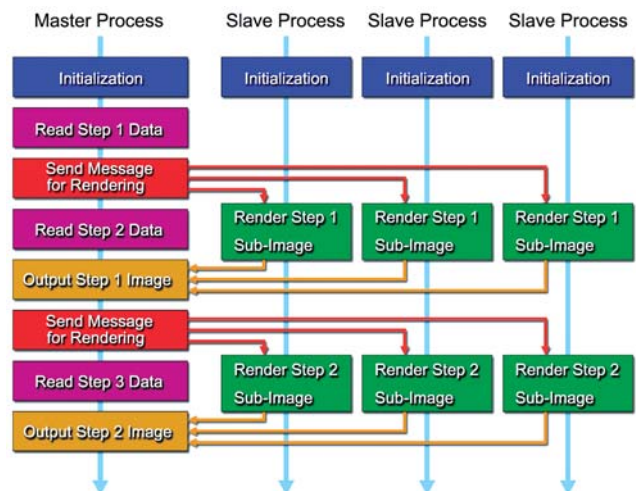 Master Process Slave Process Slave Process Slave Process
Initialization Initialization Initialization Initialization
Read Step 1 Data
Send Message
for Rendering
Read Step 2 Data
Render Step 1
Sub-Image
Render Step 1
Sub-Image
Render Step 1
Sub-Image
Output Step 1 Image
Send Message
for Rendering
Read Step 3 Data
Render Step 2
Sub-Image
Render Step 2
Sub-Image
Render Step 2
Sub-Image
Output Step 2 Image